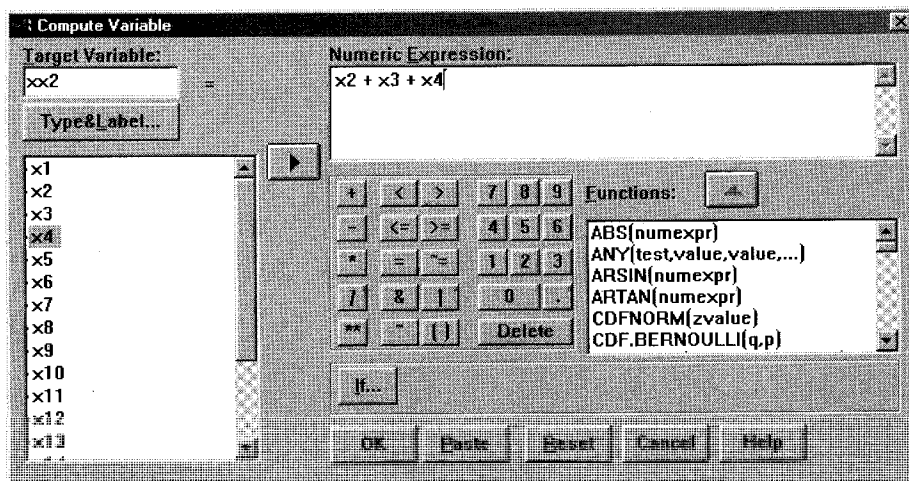 Compute Variable
Target Variable:
xx2
=
Type&Label...
Numeric Expression:
x2 + x3 + x4
x1
x2
x3
x4
x5
x6
x7
x8
x9
x10
x11
x12
x13
+ < > 7 8 9
- <= >= 4 5 6
* = ~= 1 2 3
/ & | 0 .
** ~ ( ) Delete
Functions:
ABS(numexpr)
ANY(test,value,value,...)
ARSIN(numexpr)
ARTAN(numexpr)
CDFNORM(zvalue)
CDF.BERNOULLI(q,p)
If...
OK Paste Reset Cancel Help